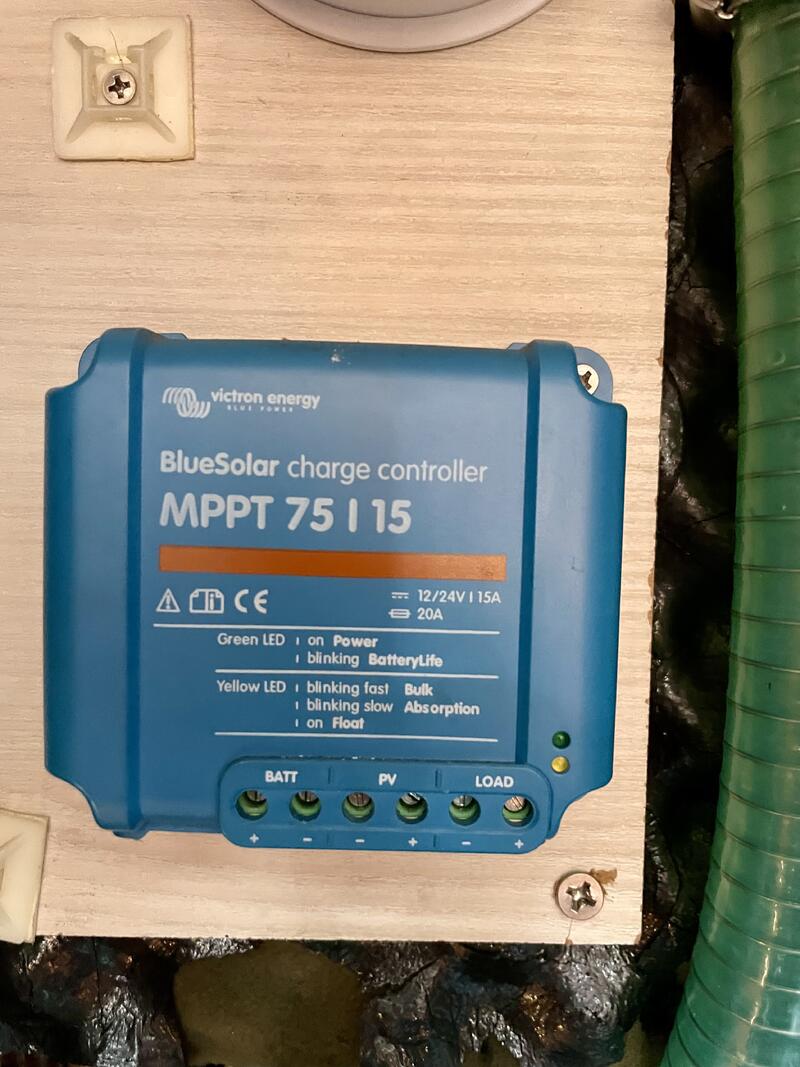 victron energy
BLUE POWER
BlueSolar charge controller
MPPT 75 | 15
CE
12/24V | 15A
20A
Green LED | on Power
| blinking BatteryLife
Yellow LED | blinking fast Bulk
| blinking slow Absorption
| on Float
BATT | PV | LOAD
+ - - + - +